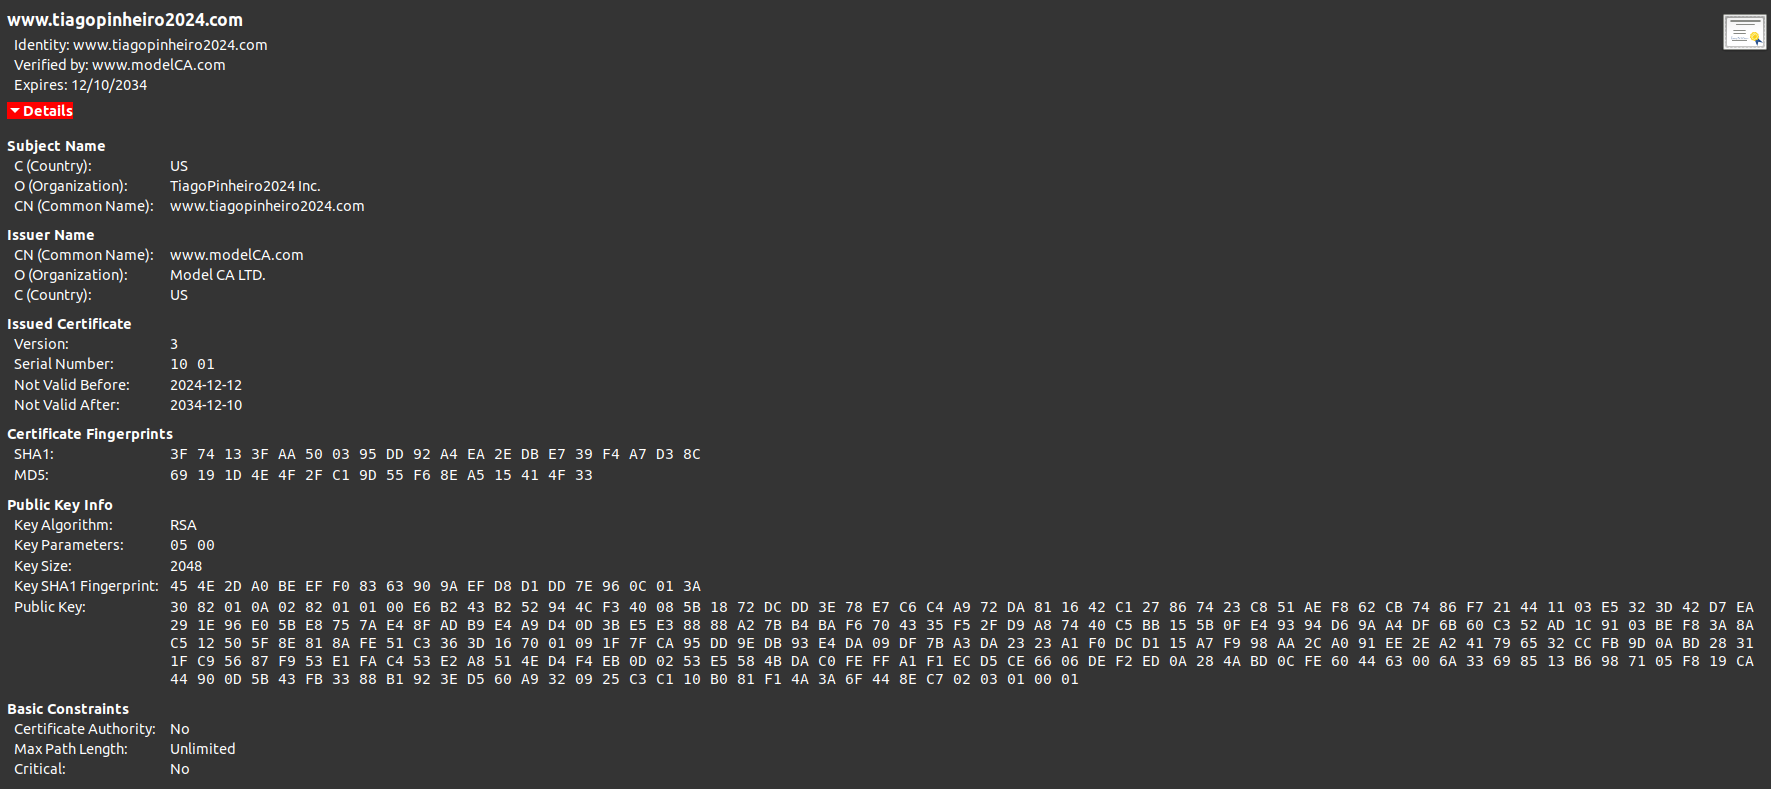 www.tiagopinheiro2024.com
Identity: www.tiagopinheiro2024.com
Verified by: www.modelCA.com
Expires: 12/10/2034
Details
Subject Name
C (Country): US
O (Organization): TiagoPinheiro2024 Inc.
CN (Common Name): www.tiagopinheiro2024.com
Issuer Name
CN (Common Name): www.modelCA.com
O (Organization): Model CA LTD.
C (Country): US
Issued Certificate
Version: 3
Serial Number: 10 01
Not Valid Before: 2024-12-12
Not Valid After: 2034-12-10
Certificate Fingerprints
SHA1: 3F 74 13 3F AA 50 03 95 DD 92 A4 EA 2E DB E7 39 F4 A7 D3 8C
MD5: 69 19 1D 4E 4F 2F C1 9D 55 F6 8E A5 15 41 4F 33
Public Key Info
Key Algorithm: RSA
Key Parameters: 05 00
Key Size: 2048
Key SHA1 Fingerprint: 45 4E 2D A0 BE EF F0 83 63 90 9A EF D8 D1 DD 7E 96 0C 01 3A
Public Key: 30 82 01 0A 02 82 01 01 00 E6 B2 43 B2 52 94 4C F3 40 08 5B 18 72 DC DD 3E 78 E7 C6 C4 A9 72 DA 81 16 42 C1 27 86 74 23 C8 51 AE F8 62 CB 74 86 F7 21 44 11 03 E5 32 3D 42 D7 EA
29 1E 96 E0 5B E8 75 7A E4 8F AD B9 E4 A9 D4 0D 3B E5 E3 88 88 A2 7B B4 BA F6 70 43 35 F5 2F D9 A8 74 40 C5 BB 15 5B 0F E4 93 94 D6 9A A4 DF 6B 60 C3 52 AD 1C 91 03 BE F8 3A 8A
C5 12 50 5F 8E 81 8A FE 51 C3 36 3D 16 70 01 09 1F 7F CA 95 DD 9E DB 93 E4 DA 09 DF 7B A3 DA 23 23 A1 F0 DC D1 15 A7 F9 98 AA 2C A0 91 EE 2E A2 41 79 65 32 CC FB 9D 0A BD 28 31
1F C9 56 87 F9 53 E1 FA C4 53 E2 A8 51 4E D4 F4 EB 0D 02 53 E5 58 4B DA C0 FE FF A1 F1 EC D5 CE 66 06 DE F2 ED 0A 28 4A BD 0C FE 60 44 63 00 6A 33 69 85 13 B6 98 71 05 F8 19 CA
44 90 0D 5B 43 FB 33 88 B1 92 3E D5 60 A9 32 09 25 C3 C1 10 B0 81 F1 4A 3A 6F 44 8E C7 02 03 01 00 01
Basic Constraints
Certificate Authority: No
Max Path Length: Unlimited
Critical: No